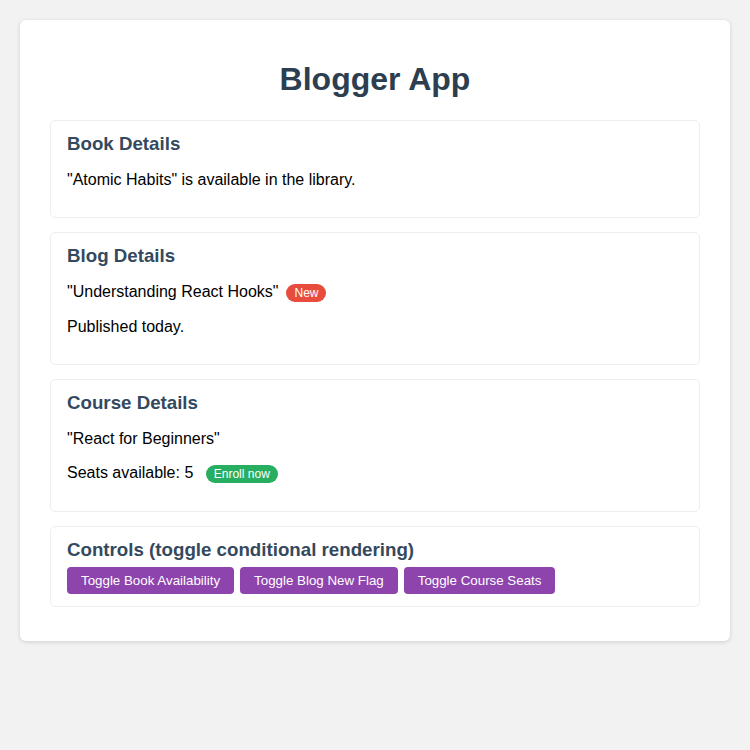 Blogger App
Book Details
"Atomic Habits" is available in the library.
Blog Details
"Understanding React Hooks" New
Published today.
Course Details
"React for Beginners"
Seats available: 5 Enroll now
Controls (toggle conditional rendering)
Toggle Book Availability Toggle Blog New Flag Toggle Course Seats